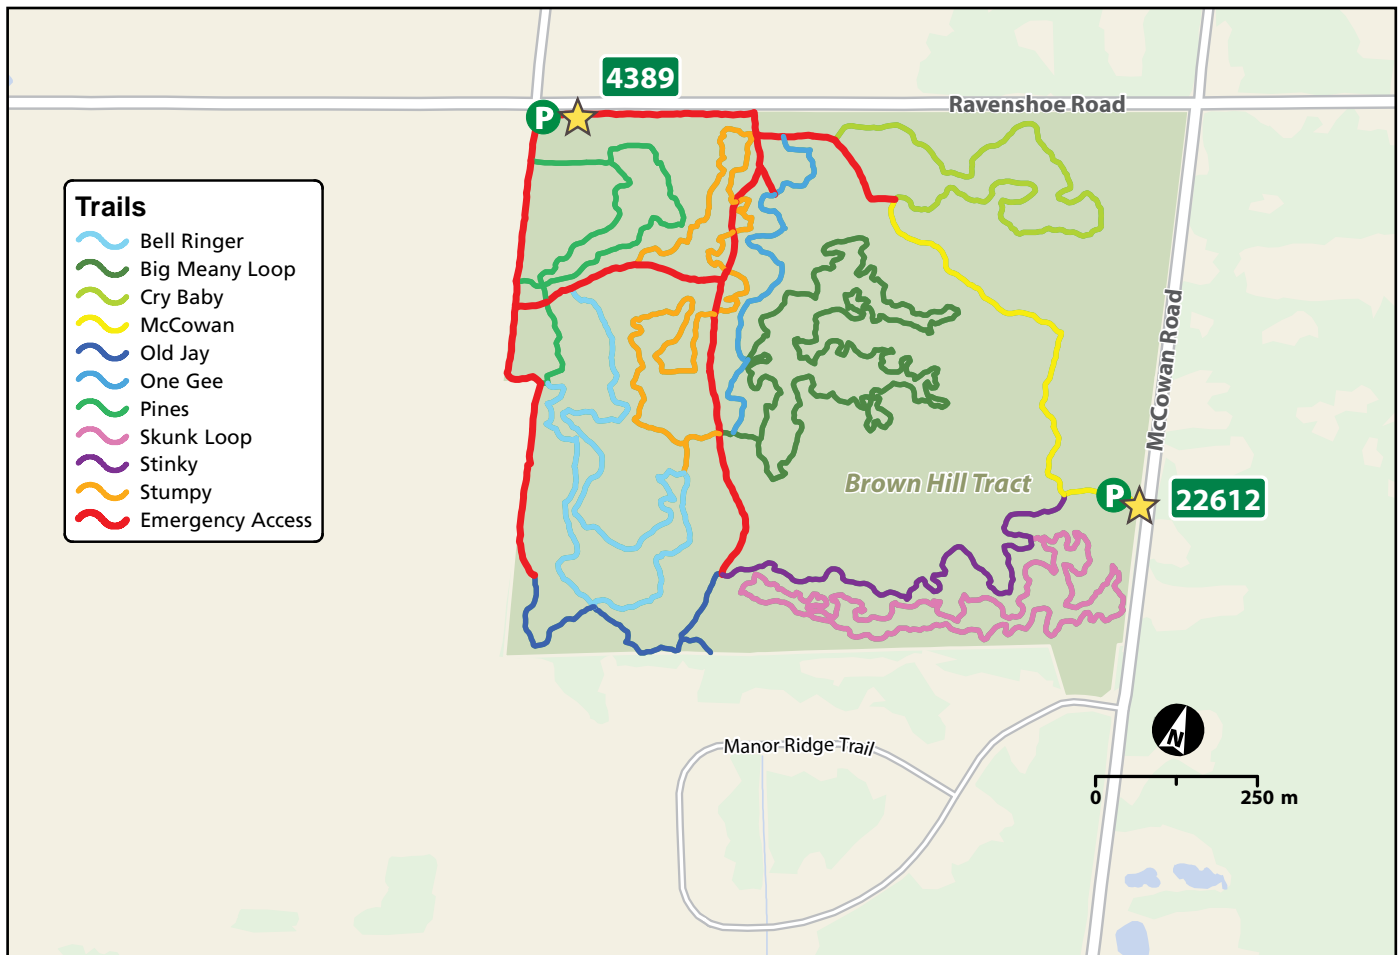 4389
P
Ravenshoe Road
Trails
Bell Ringer
Big Meany Loop
Cry Baby
McCowan
Old Jay
One Gee
Pines
Skunk Loop
Stinky
Stumpy
Emergency Access
McCowan Road
Brown Hill Tract
P
22612
N
Manor Ridge Trail
0
250 m